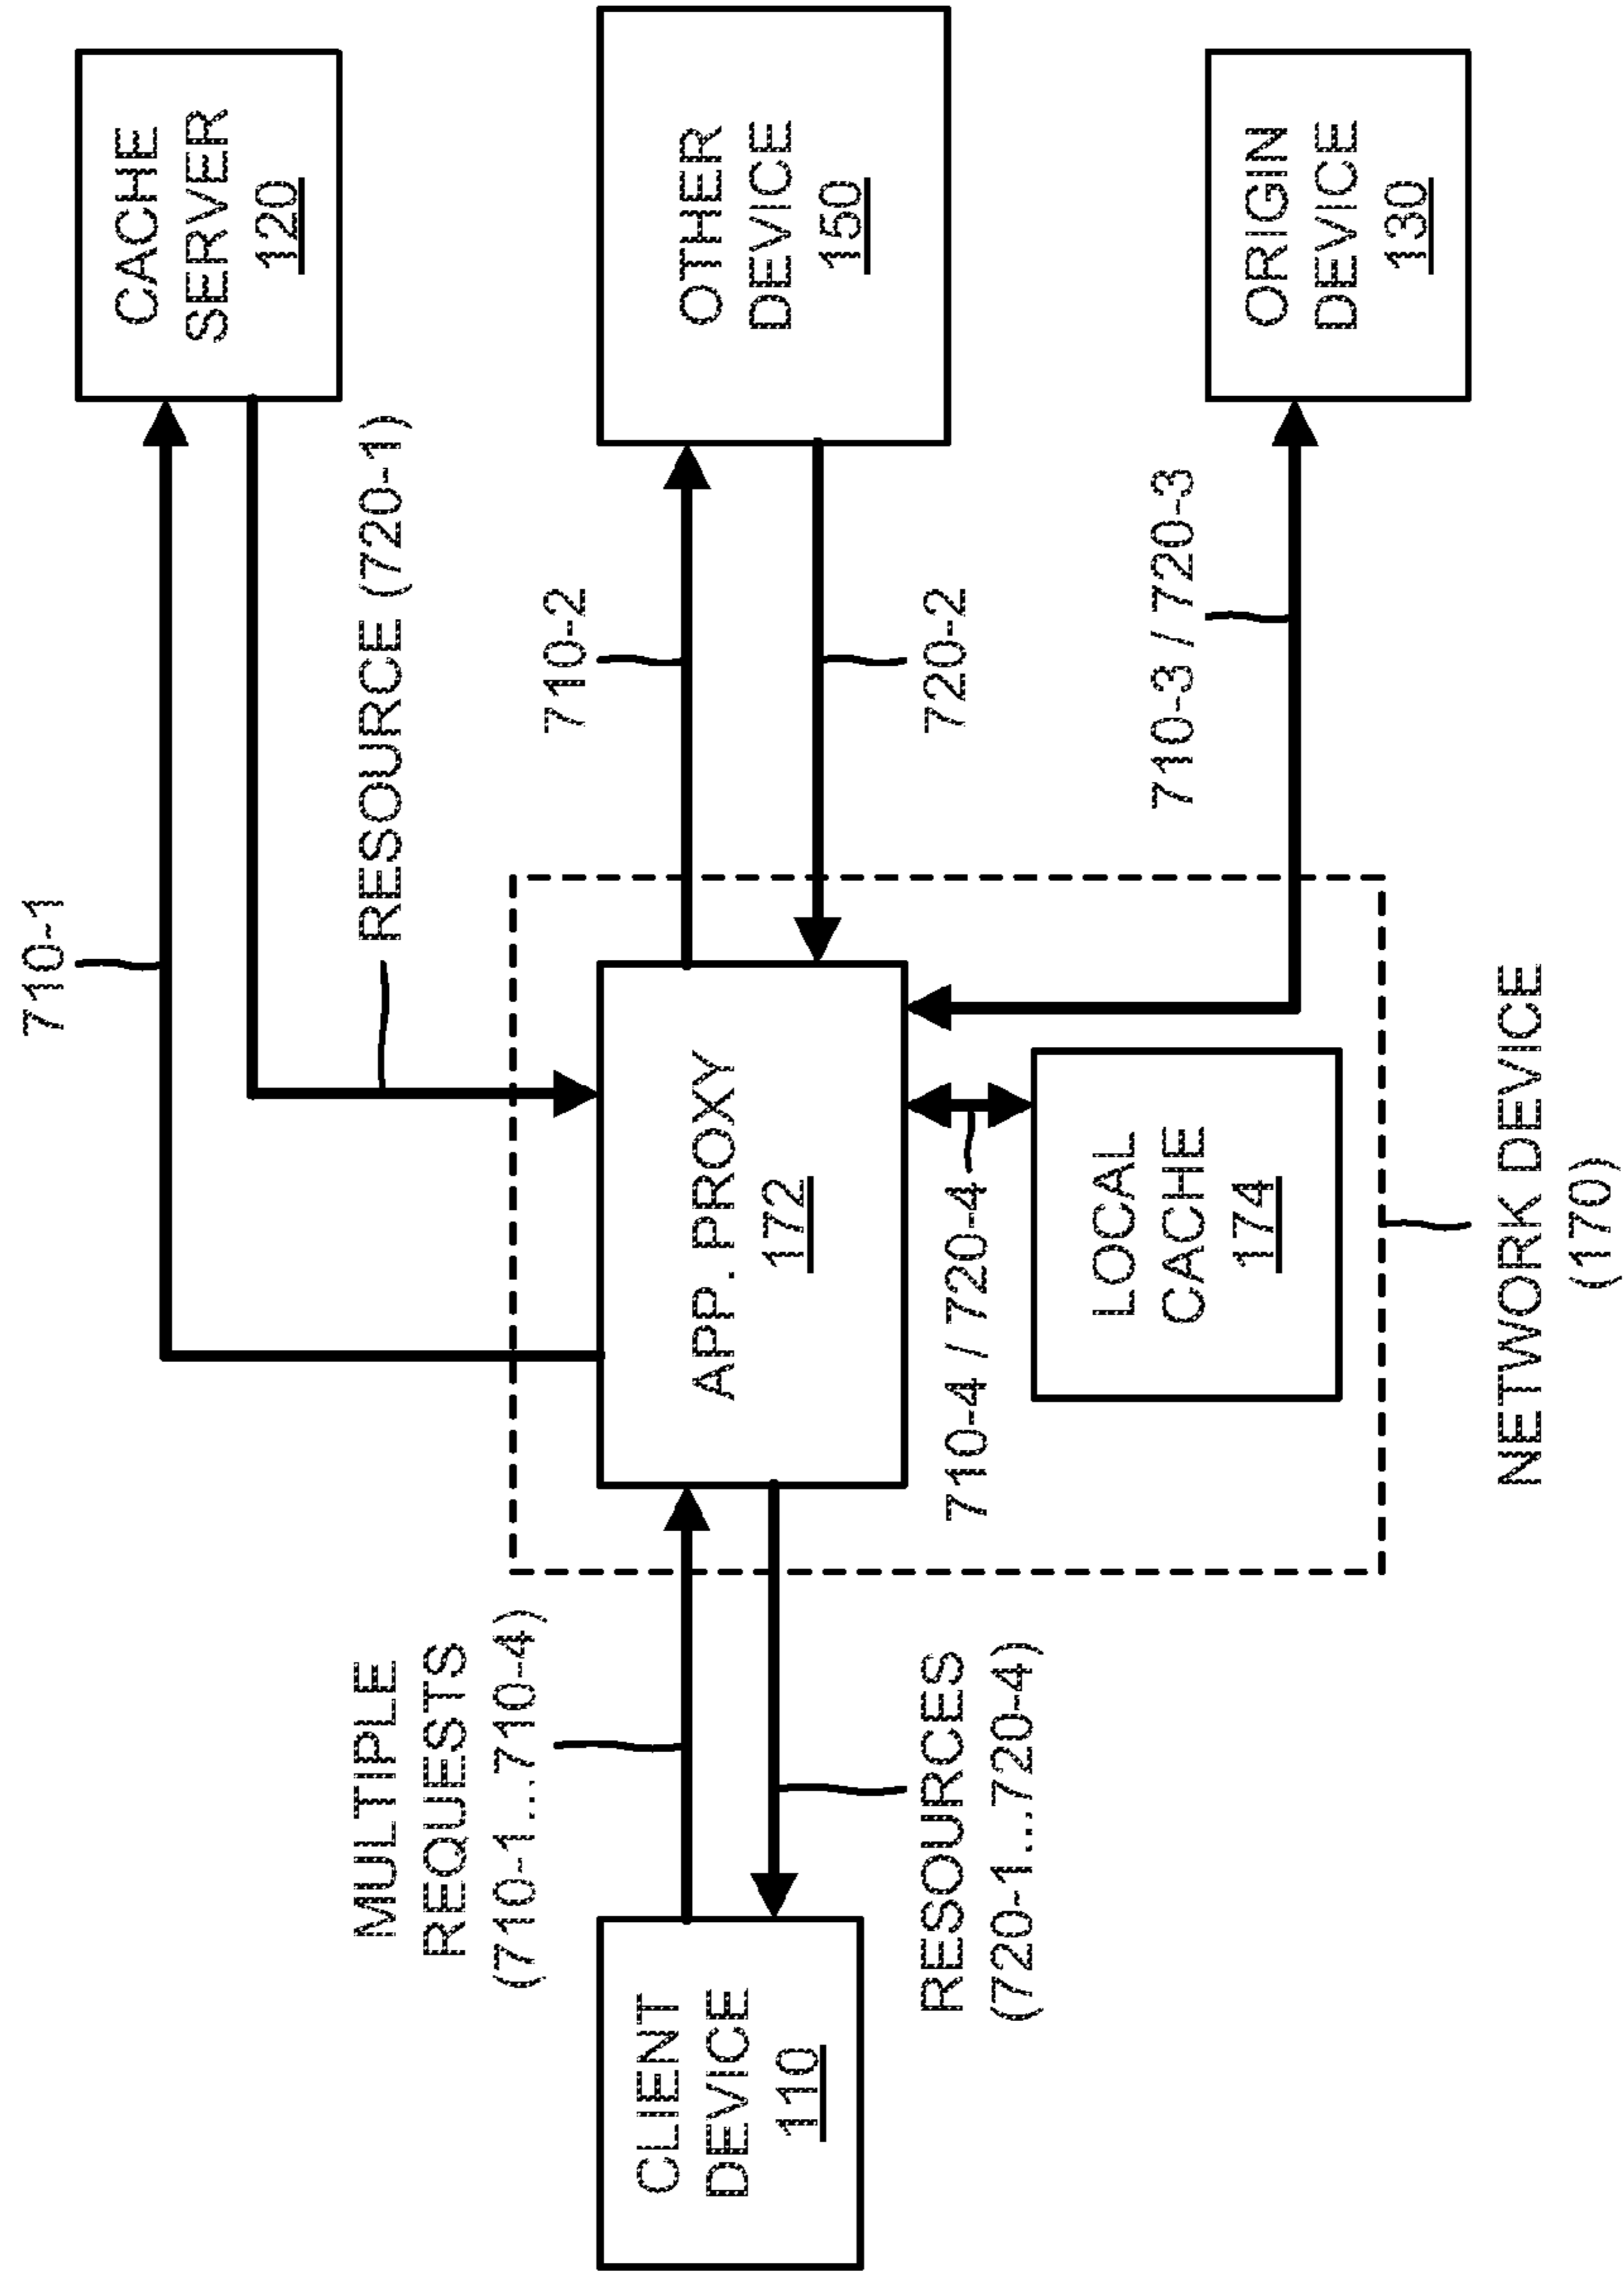 710-1
CACHE
SERVER
120
RESOURCE (720-1)
MULTIPLE
REQUESTS
(710-1...710-4)
710-2
OTHER
DEVICE
150
CLIENT
DEVICE
110
APP. PROXY
172
720-2
RESOURCES
(720-1...720-4)
710-4 / 720-4
LOCAL
CACHE
174
710-3 / 720-3
ORIGIN
DEVICE
130
NETWORK DEVICE
(170)